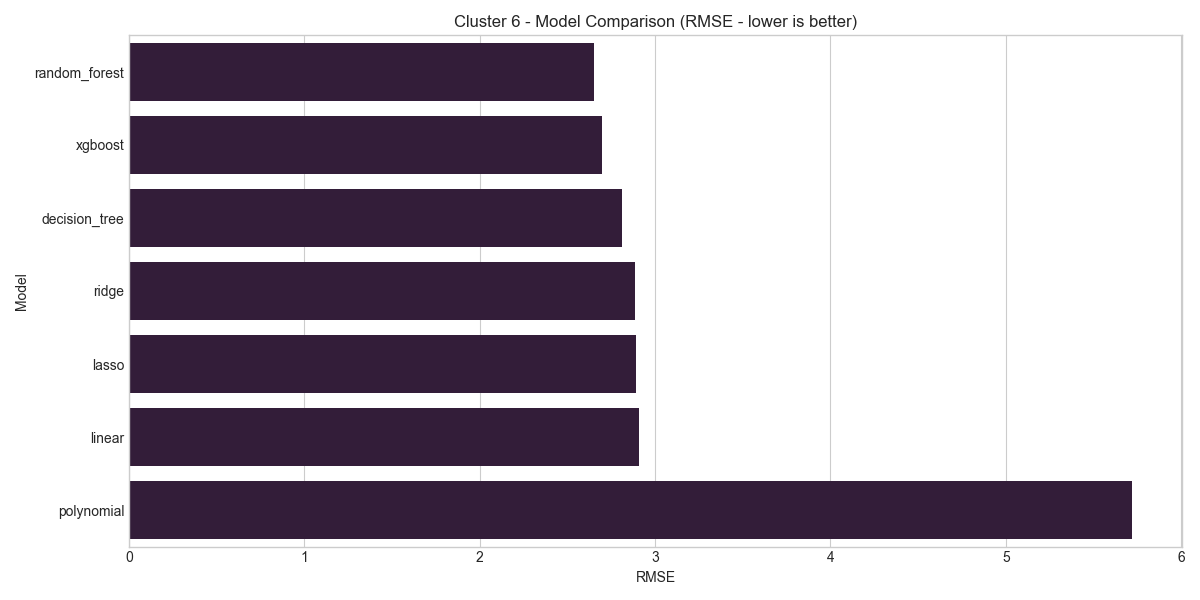 Cluster 6 - Model Comparison (RMSE - lower is better)
Model
random_forest
xgboost
decision_tree
ridge
lasso
linear
polynomial
0 1 2 3 4 5 6
RMSE